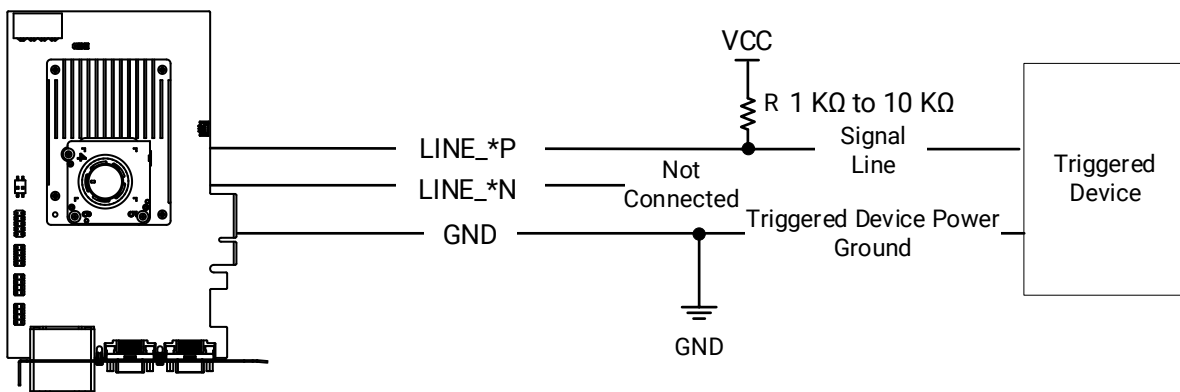 VCC
R 1 KΩ to 10 KΩ
LINE_*P
Signal
Line
LINE_*N
Not
Connected
Triggered
Device
GND
Triggered Device Power
Ground
GND